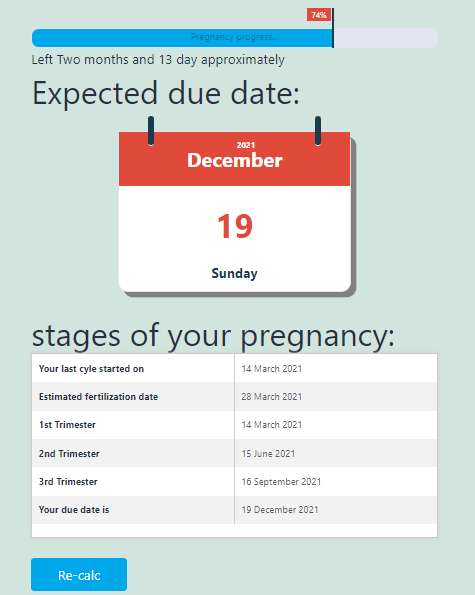 74%
Pregnancy progress...
Left Two months and 13 day approximately
Expected due date:
2021
December
19
Sunday
stages of your pregnancy:
Your last cyle started on 14 March 2021
Estimated fertilization date 28 March 2021
1st Trimester 14 March 2021
2nd Trimester 15 June 2021
3rd Trimester 16 September 2021
Your due date is 19 December 2021
Re-calc